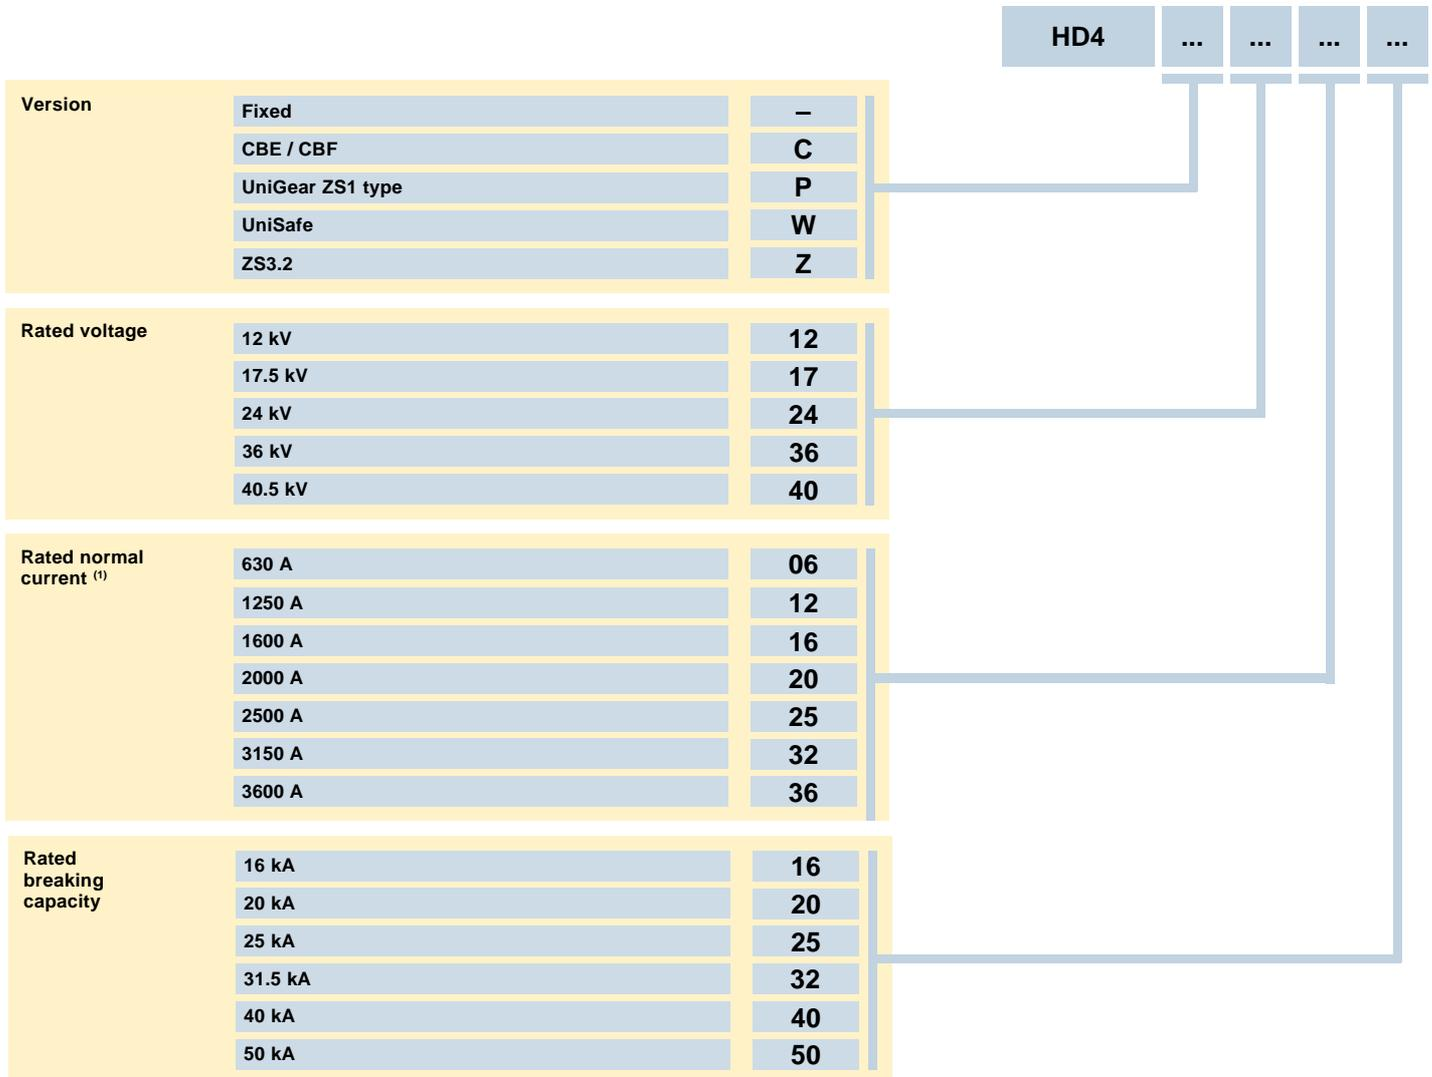 HD4 ... ... ... ...
Version
Fixed –
CBE / CBF C
UniGear ZS1 type P
UniSafe W
ZS3.2 Z
Rated voltage
12 kV 12
17.5 kV 17
24 kV 24
36 kV 36
40.5 kV 40
Rated normal
current (1)
630 A 06
1250 A 12
1600 A 16
2000 A 20
2500 A 25
3150 A 32
3600 A 36
Rated
breaking
capacity
16 kA 16
20 kA 20
25 kA 25
31.5 kA 32
40 kA 40
50 kA 50